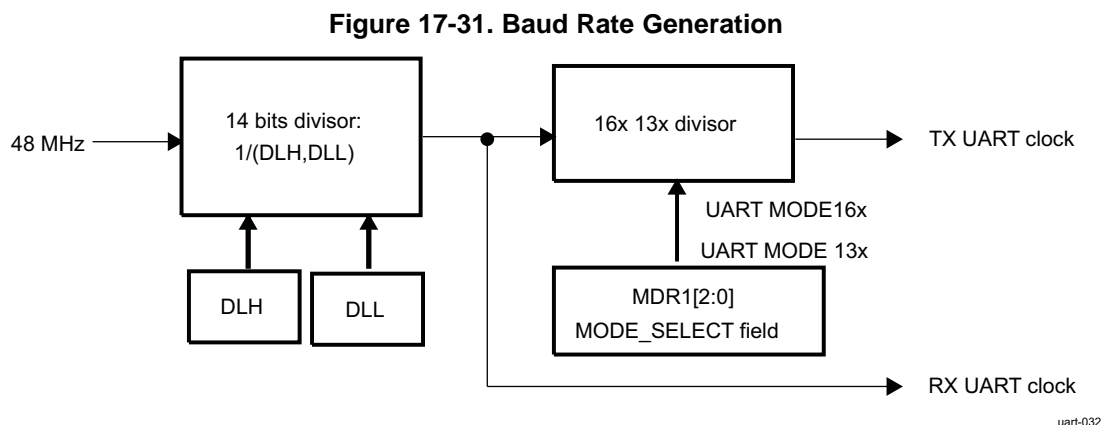 Figure 17-31. Baud Rate Generation
48 MHz
14 bits divisor:
1/(DLH,DLL)
16x 13x divisor
TX UART clock
UART MODE16x
UART MODE 13x
DLH
DLL
MDR1[2:0]
MODE_SELECT field
RX UART clock
uart-032